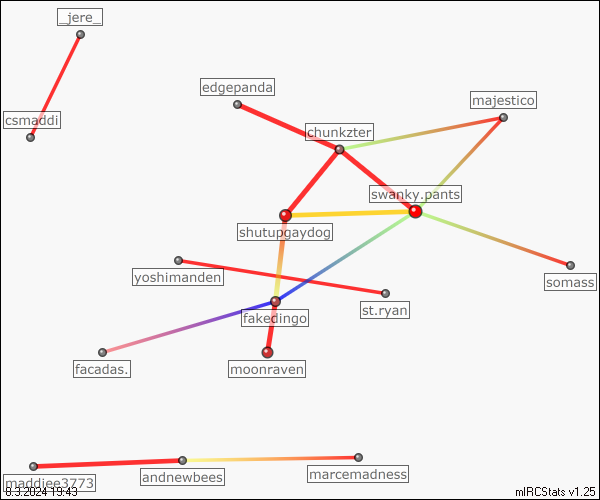 _jere_
edgepanda
majestico
csmaddi
chunkzter
swanky.pants
shutupgaydog
yoshimanden
somass
st.ryan
fakedingo
facadas.
moonraven
andnewbees
marcemadness
maddiee3773
8.3.2024 19:43
mIRCStats v1.25